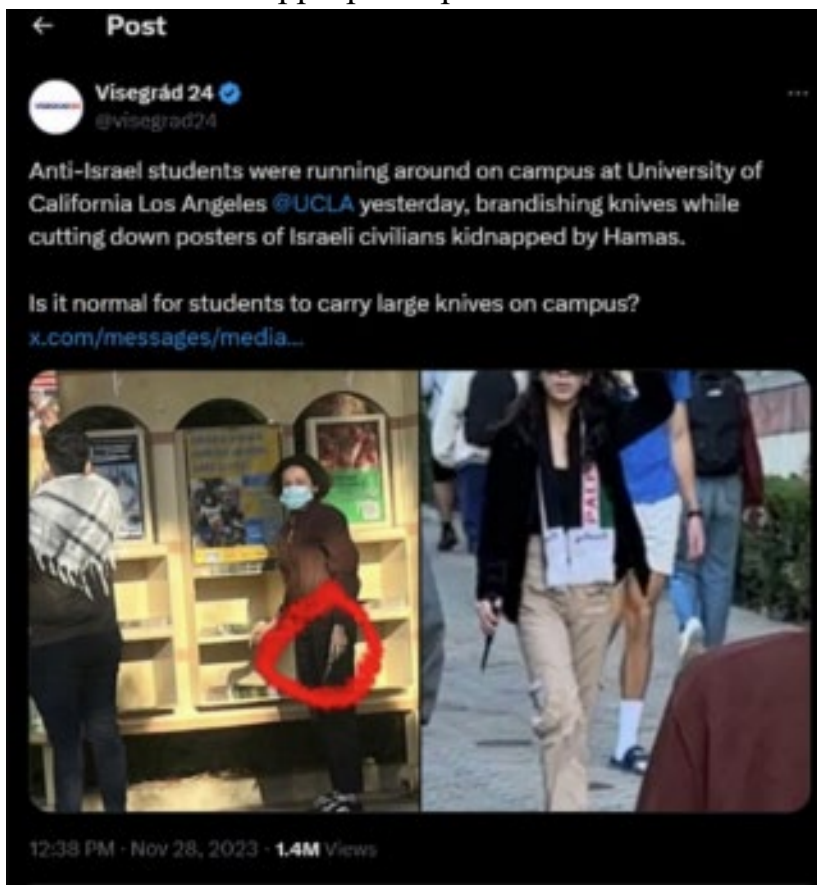 Post
Visegrád 24
@visegrad24
Anti-Israel students were running around on campus at University of
California Los Angeles @UCLA yesterday, brandishing knives while
cutting down posters of Israeli civilians kidnapped by Hamas.
Is it normal for students to carry large knives on campus?
x.com/messages/media...
12:38 PM · Nov 28, 2023 · 1.4M Views